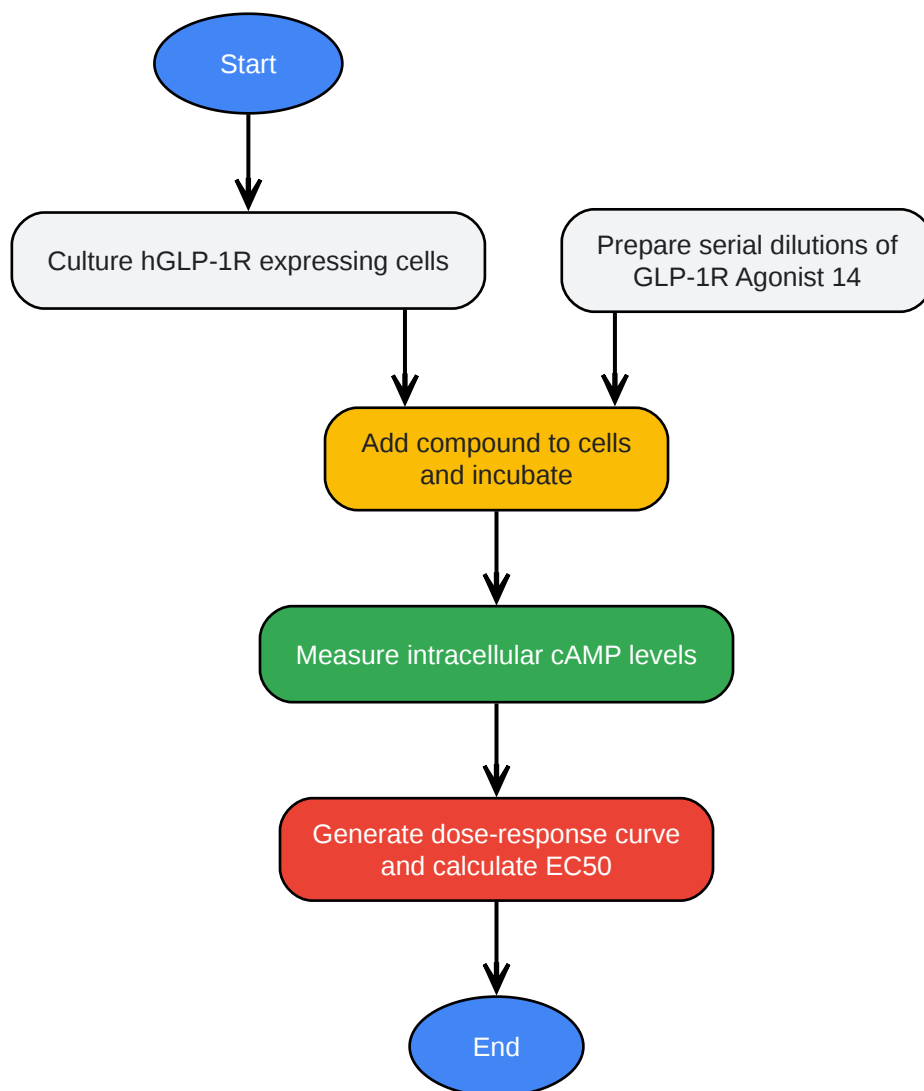 Start
Culture hGLP-1R expressing cells
Prepare serial dilutions of
GLP-1R Agonist 14
Add compound to cells
and incubate
Measure intracellular cAMP levels
Generate dose-response curve
and calculate EC50
End